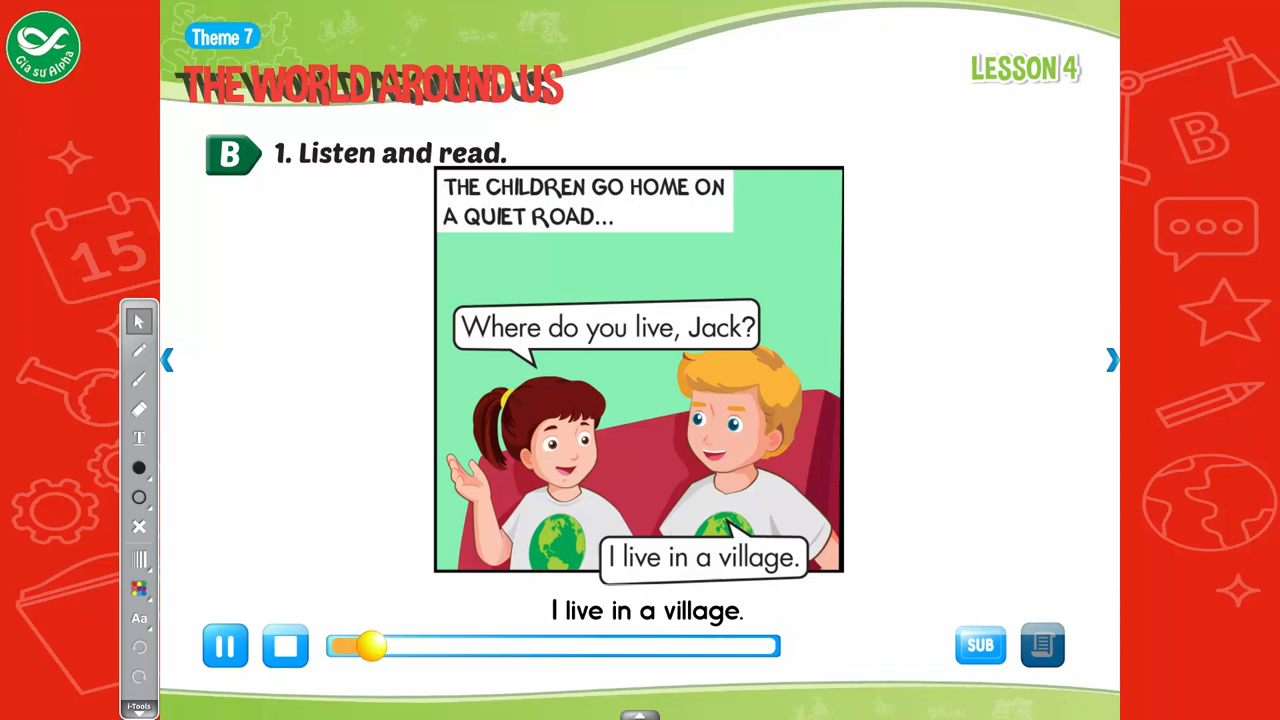 Gia sư Alpha
Theme 7
THE WORLD AROUND US
LESSON 4
B 1. Listen and read.
THE CHILDREN GO HOME ON
A QUIET ROAD...
Where do you live, Jack?
I live in a village.
I live in a village.
SUB
T
Aa
i-Tools
15
B